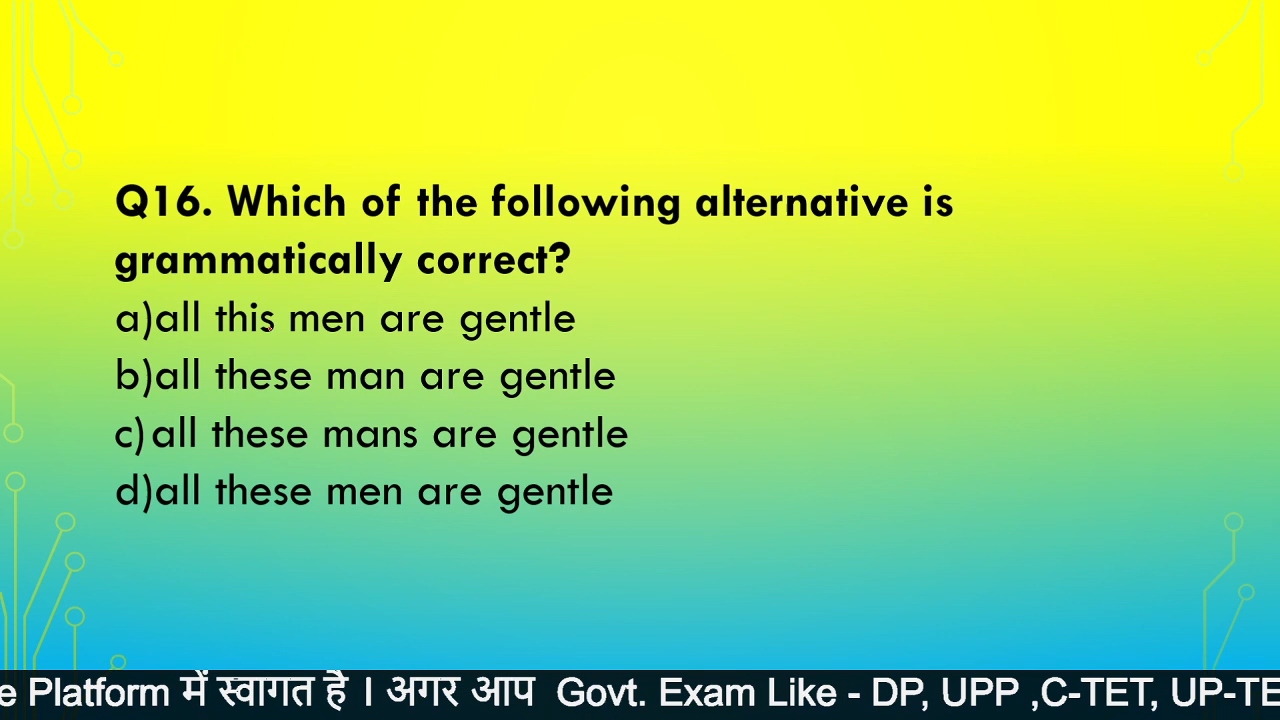 Q16. Which of the following alternative is
grammatically correct?
a)all this men are gentle
b)all these man are gentle
c) all these mans are gentle
d)all these men are gentle
e Platform में स्वागत है । अगर आप Govt. Exam Like - DP, UPP ,C-TET, UP-TE